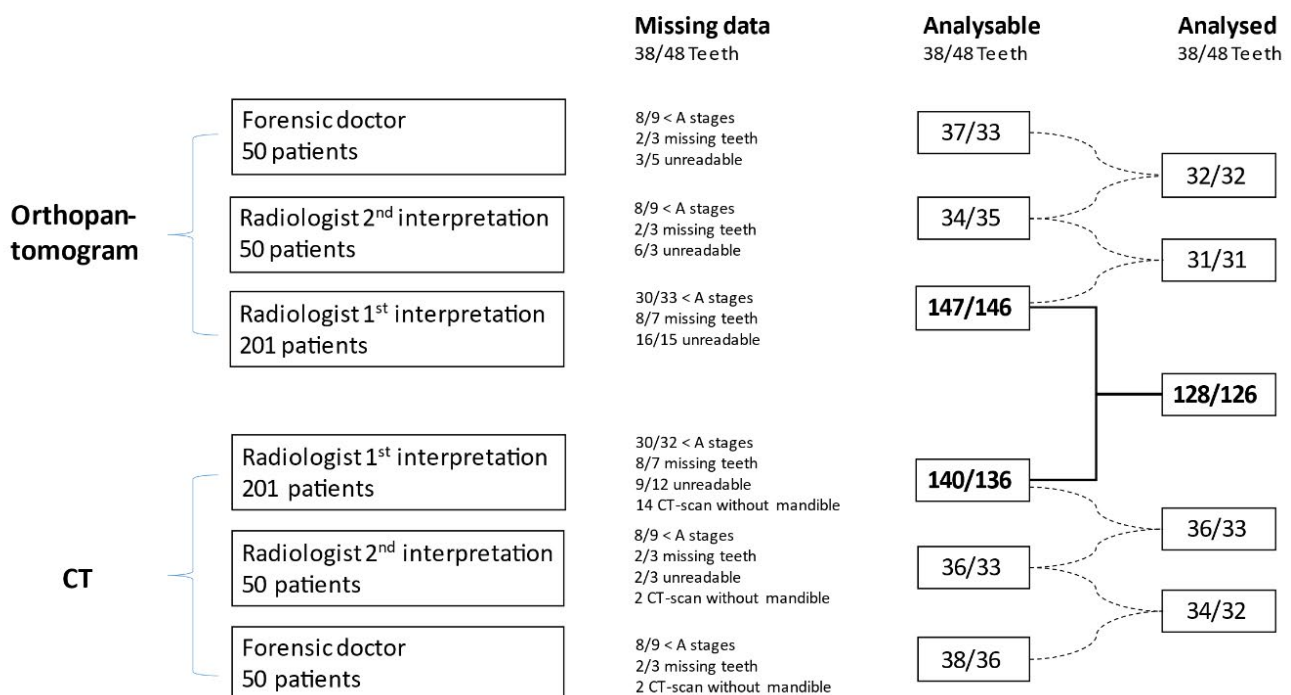 Missing data
38/48 Teeth
Analysable
38/48 Teeth
Analysed
38/48 Teeth
Orthopan-
tomogram
Forensic doctor
50 patients
8/9 < A stages
2/3 missing teeth
3/5 unreadable
37/33
32/32
Radiologist 2nd interpretation
50 patients
8/9 < A stages
2/3 missing teeth
6/3 unreadable
34/35
31/31
Radiologist 1st interpretation
201 patients
30/33 < A stages
8/7 missing teeth
16/15 unreadable
147/146
128/126
CT
Radiologist 1st interpretation
201 patients
30/32 < A stages
8/7 missing teeth
9/12 unreadable
14 CT-scan without mandible
140/136
36/33
Radiologist 2nd interpretation
50 patients
8/9 < A stages
2/3 missing teeth
2/3 unreadable
2 CT-scan without mandible
36/33
34/32
Forensic doctor
50 patients
8/9 < A stages
2/3 missing teeth
2 CT-scan without mandible
38/36